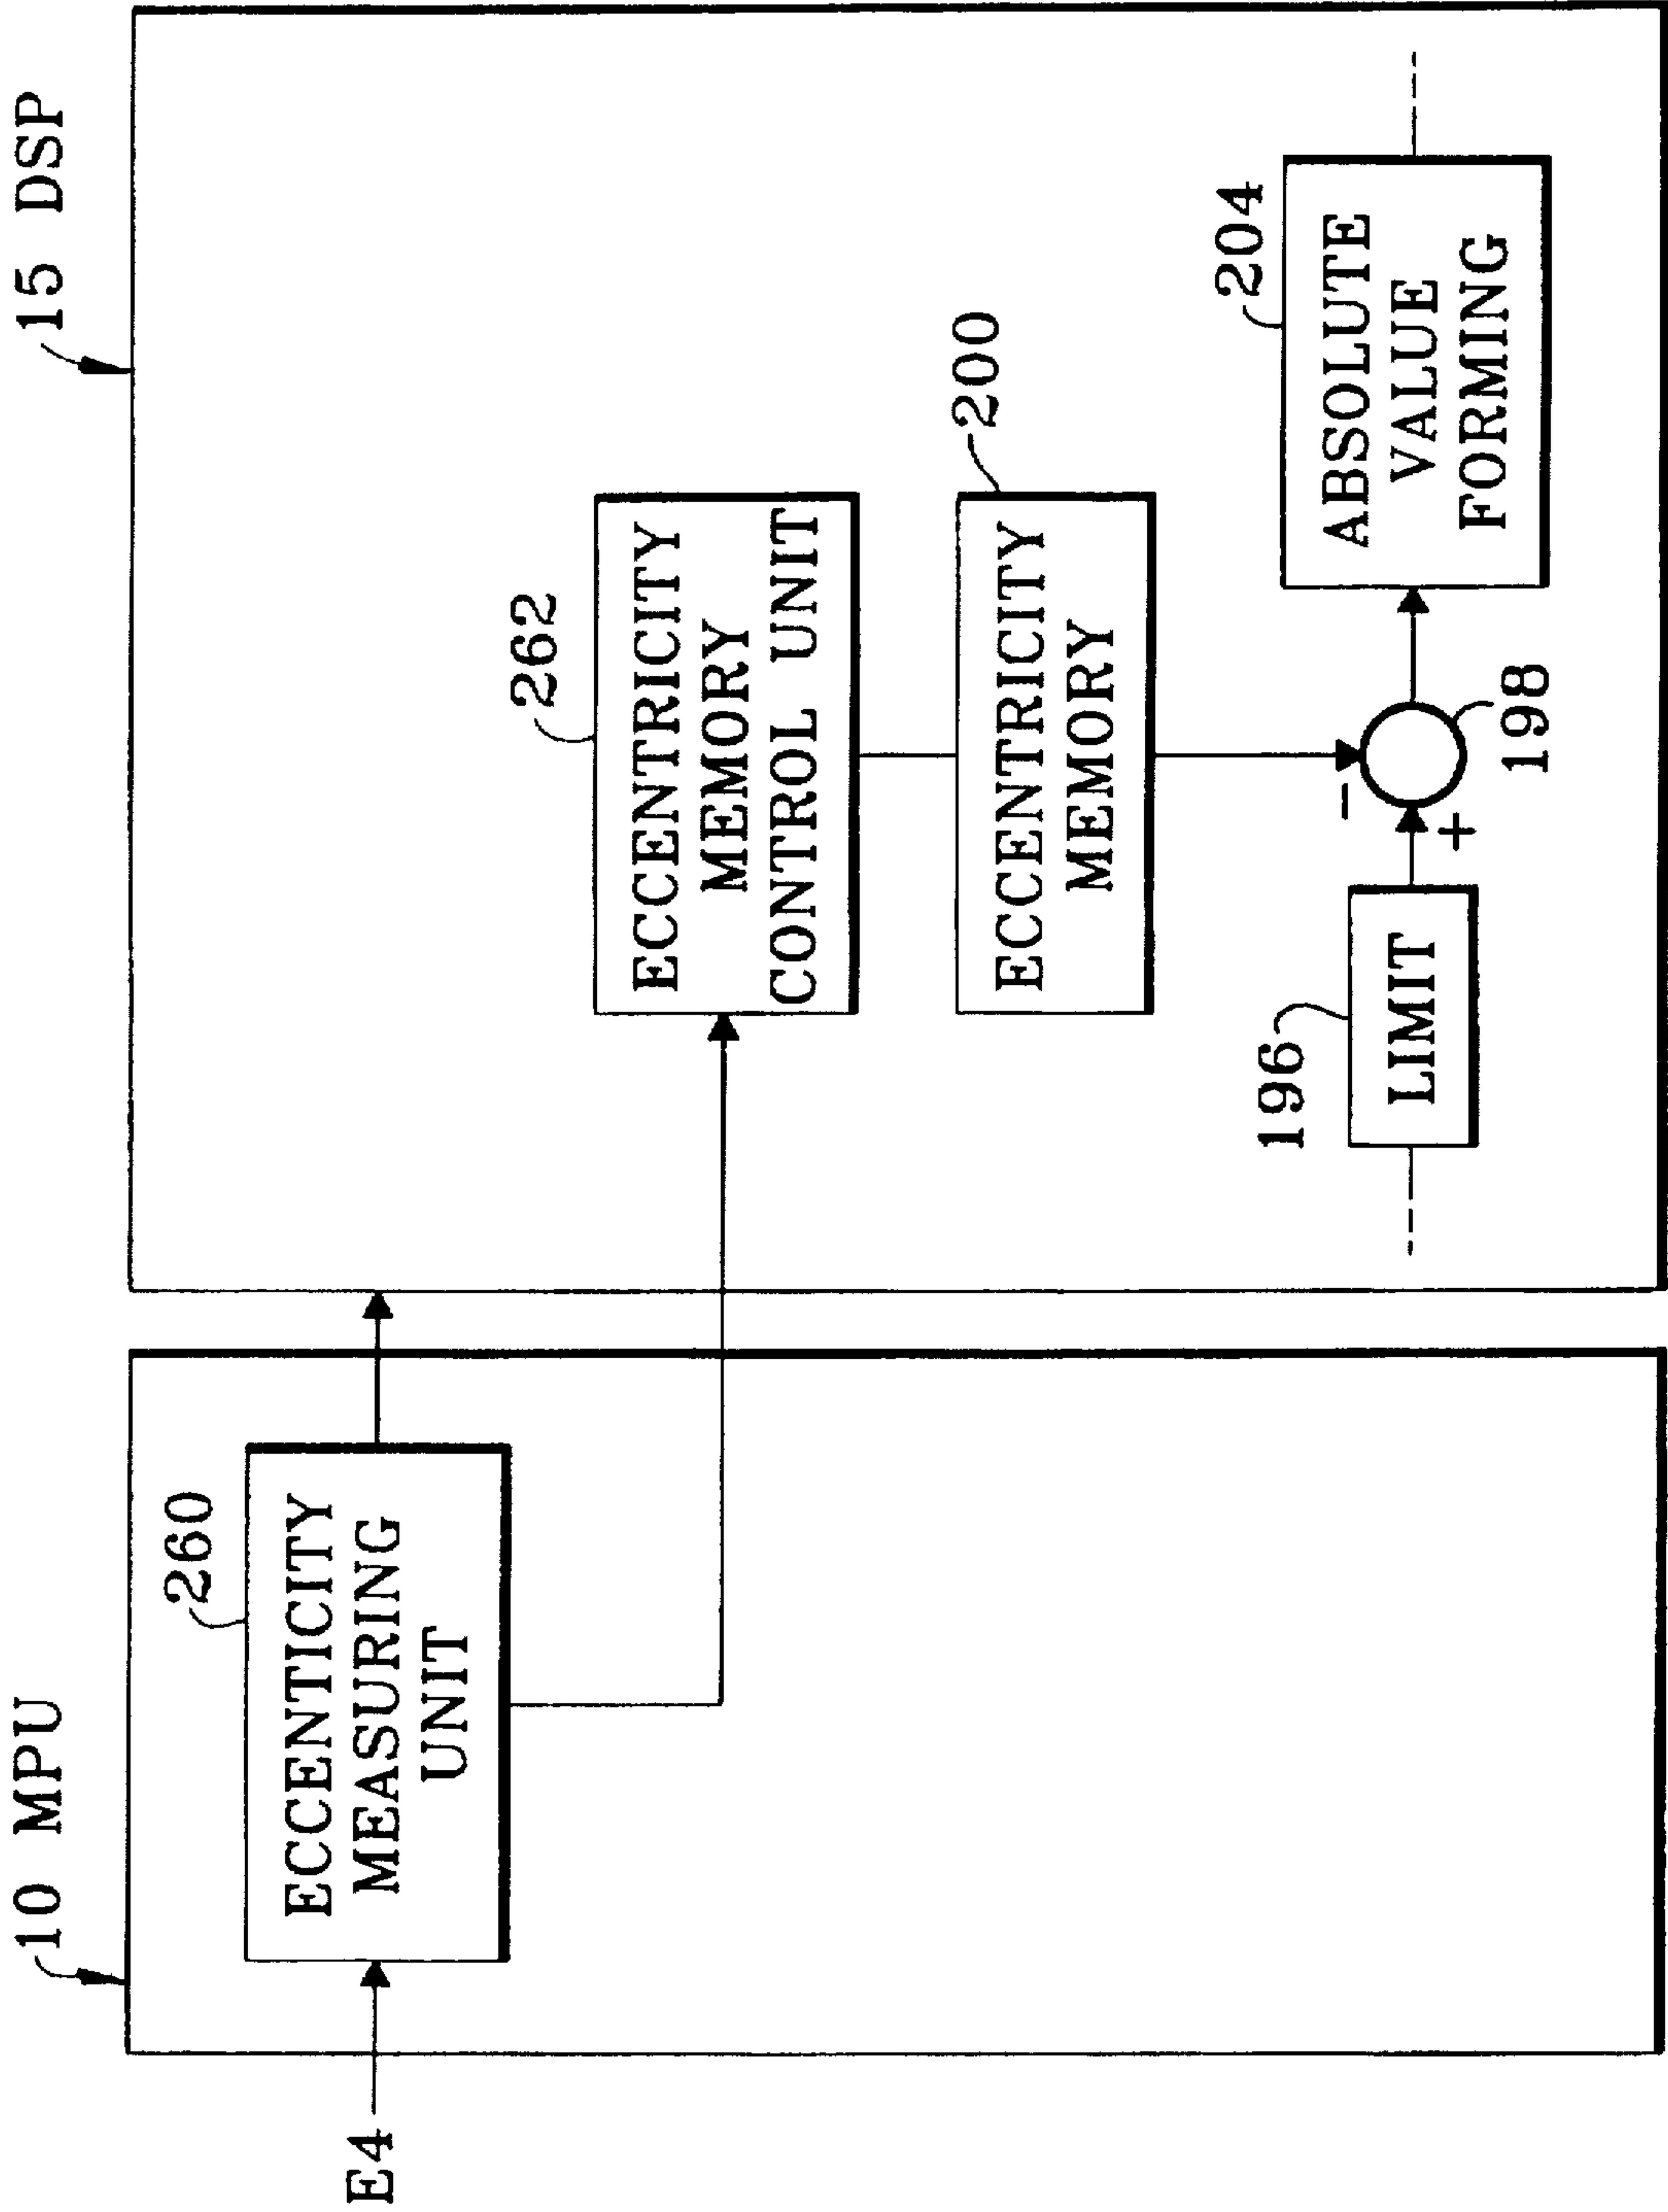 10 MPU
15 DSP
E4
260
ECCENTICITY
MEASURING
UNIT
262
ECCENTRICITY
MEMORY
CONTROL UNIT
200
ECCENTRICITY
MEMORY
196
LIMIT
-
+
198
204
ABSOLUTE
VALUE
FORMING